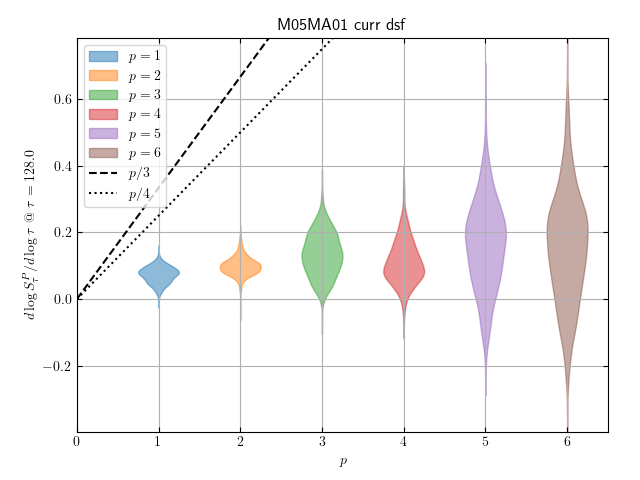 M05MA01 curr dsf
p = 1
p = 2
p = 3
p = 4
p = 5
p = 6
p/3
p/4
d log S_τ^P / d log τ @ τ = 128.0
0.6
0.4
0.2
0.0
−0.2
0 1 2 3 4 5 6
p